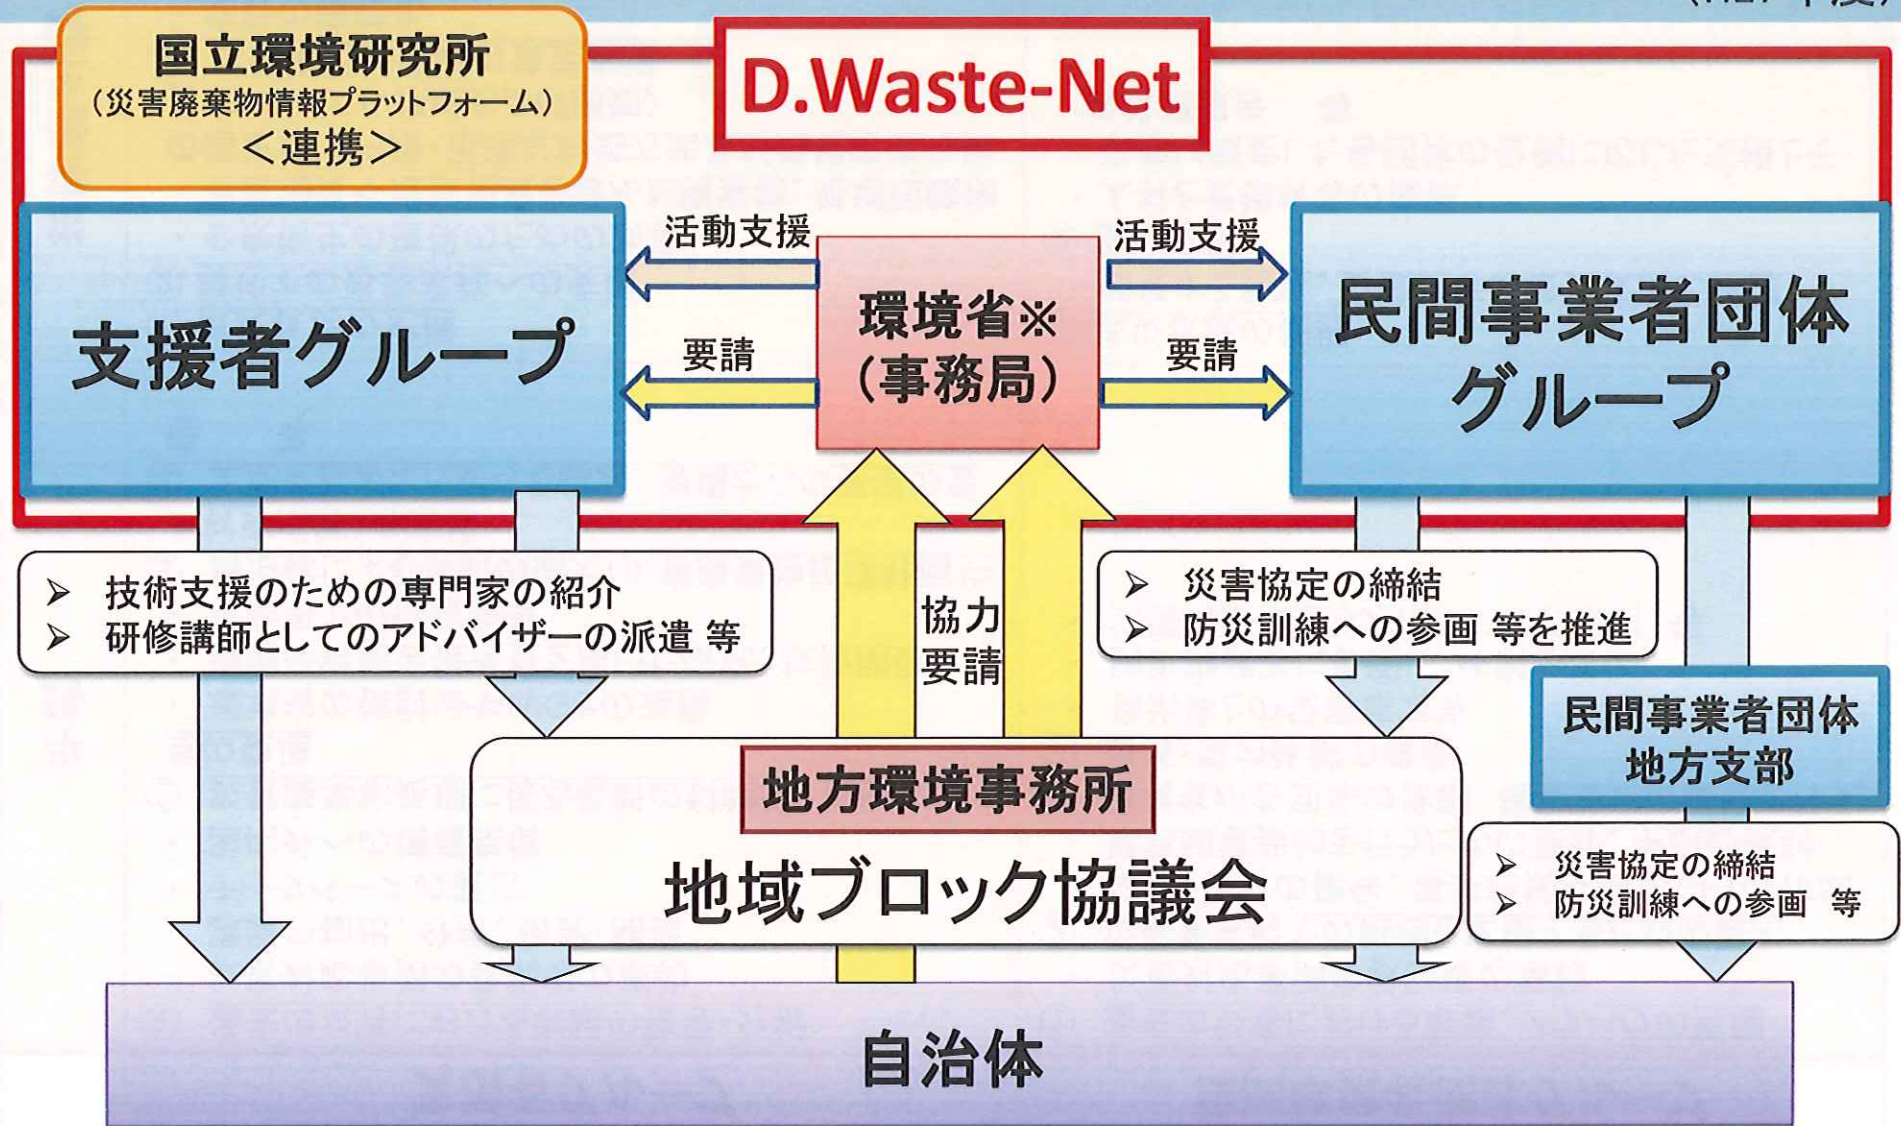 国立環境研究所
(災害廃棄物情報プラットフォーム)
＜連携＞
D.Waste-Net
支援者グループ
活動支援
要請
環境省※
(事務局)
活動支援
要請
民間事業者団体
グループ
➢ 技術支援のための専門家の紹介
➢ 研修講師としてのアドバイザーの派遣 等
協力
要請
➢ 災害協定の締結
➢ 防災訓練への参画 等を推進
民間事業者団体
地方支部
地方環境事務所
地域ブロック協議会
➢ 災害協定の締結
➢ 防災訓練への参画 等
自治体